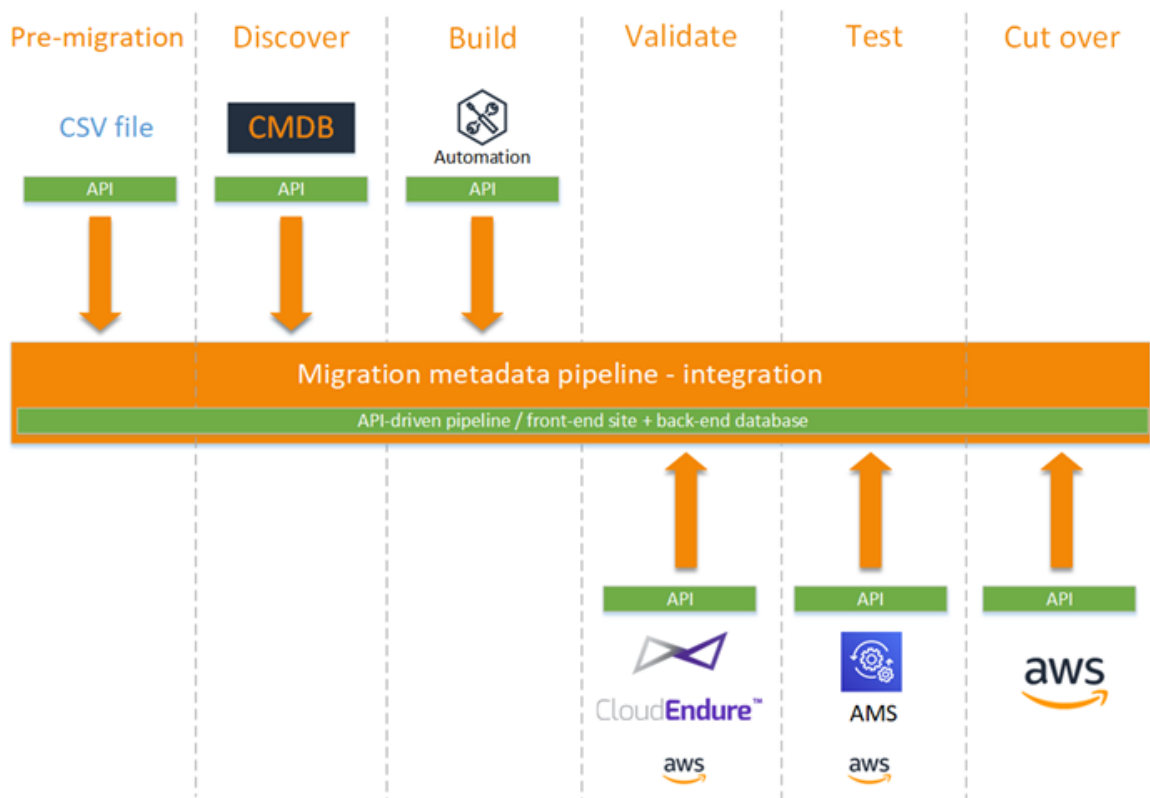 Pre-migration
Discover
Build
Validate
Test
Cut over
CSV file
CMDB
Automation
API
API
API
Migration metadata pipeline - integration
API-driven pipeline / front-end site + back-end database
API
API
API
CloudEndure™
AMS
aws
aws
aws